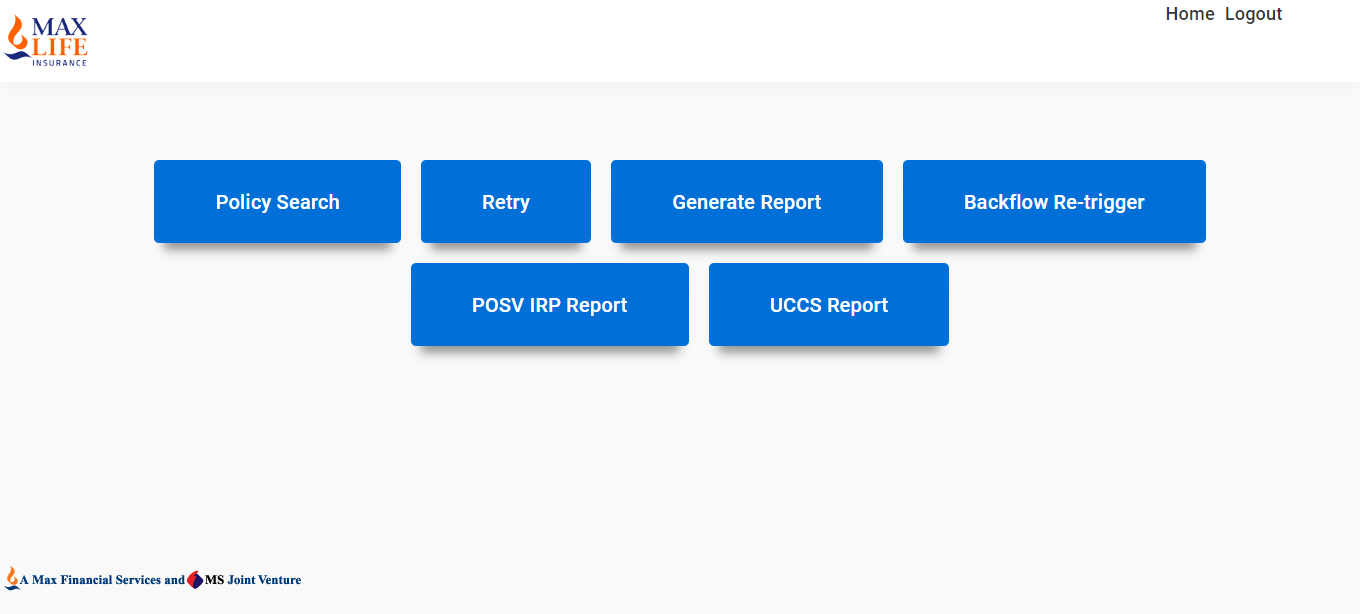 Home Logout
MAX
LIFE
INSURANCE
Policy Search
Retry
Generate Report
Backflow Re-trigger
POSV IRP Report
UCCS Report
A Max Financial Services and MS Joint Venture